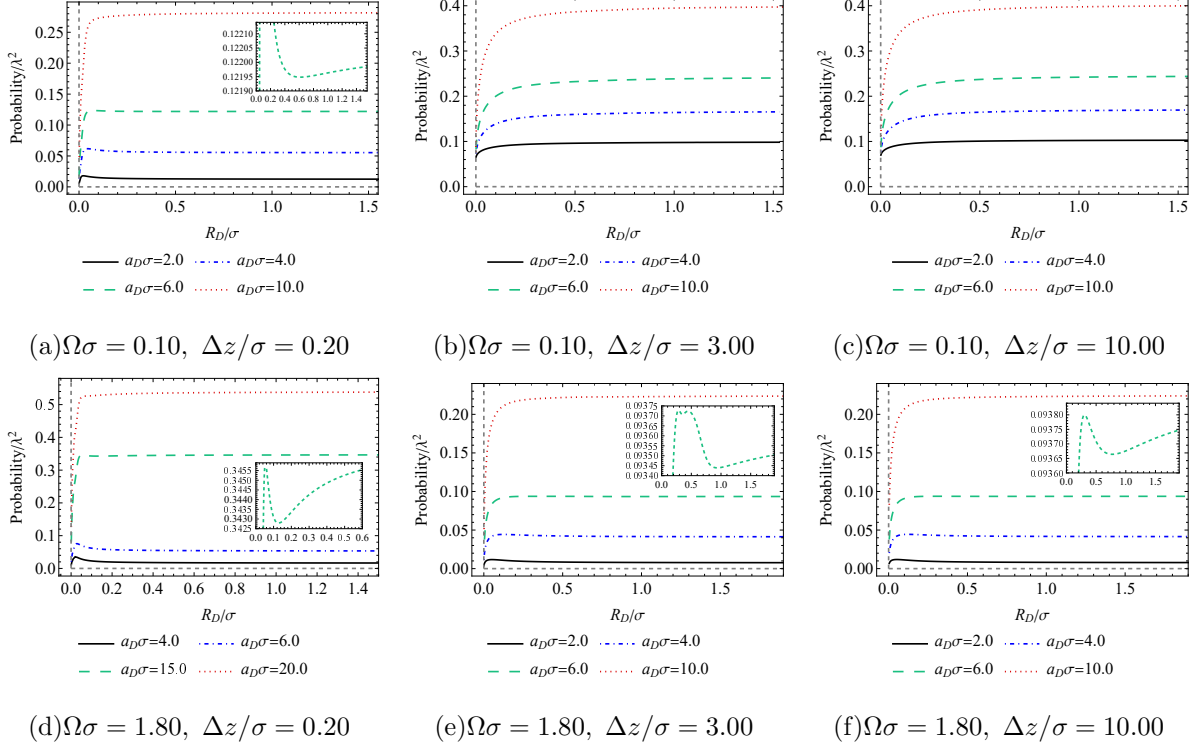 Probability/λ²
0.00 0.05 0.10 0.15 0.20 0.25
0.12190 0.12195 0.12200 0.12205 0.12210
0.0 0.2 0.4 0.6 0.8 1.0 1.2 1.4
0.0 0.5 1.0 1.5
R_D/σ
a_Dσ=2.0 a_Dσ=4.0
a_Dσ=6.0 a_Dσ=10.0
(a)Ωσ = 0.10, Δz/σ = 0.20
Probability/λ²
0.0 0.1 0.2 0.3 0.4
0.0 0.5 1.0 1.5
R_D/σ
a_Dσ=2.0 a_Dσ=4.0
a_Dσ=6.0 a_Dσ=10.0
(b)Ωσ = 0.10, Δz/σ = 3.00
Probability/λ²
0.0 0.2 0.4
0.0 0.5 1.0 1.5
R_D/σ
a_Dσ=2.0 a_Dσ=4.0
a_Dσ=6.0 a_Dσ=10.0
(c)Ωσ = 0.10, Δz/σ = 10.00
Probability/λ²
0.0 0.1 0.2 0.3 0.4 0.5
0.3425 0.3430 0.3435 0.3440 0.3445 0.3450 0.3455
0.0 0.1 0.2 0.3 0.4 0.5 0.6
0.0 0.2 0.4 0.6 0.8 1.0 1.2 1.4
R_D/σ
a_Dσ=4.0 a_Dσ=6.0
a_Dσ=15.0 a_Dσ=20.0
(d)Ωσ = 1.80, Δz/σ = 0.20
Probability/λ²
0.00 0.05 0.10 0.15 0.20
0.09340 0.09345 0.09350 0.09355 0.09360 0.09365 0.09370 0.09375
0.0 0.5 1.0 1.5
0.0 0.5 1.0 1.5
R_D/σ
a_Dσ=2.0 a_Dσ=4.0
a_Dσ=6.0 a_Dσ=10.0
(e)Ωσ = 1.80, Δz/σ = 3.00
Probability/λ²
0.00 0.05 0.10 0.15 0.20
0.09360 0.09365 0.09370 0.09375 0.09380
0.0 0.5 1.0 1.5
0.0 0.5 1.0 1.5
R_D/σ
a_Dσ=2.0 a_Dσ=4.0
a_Dσ=6.0 a_Dσ=10.0
(f)Ωσ = 1.80, Δz/σ = 10.00